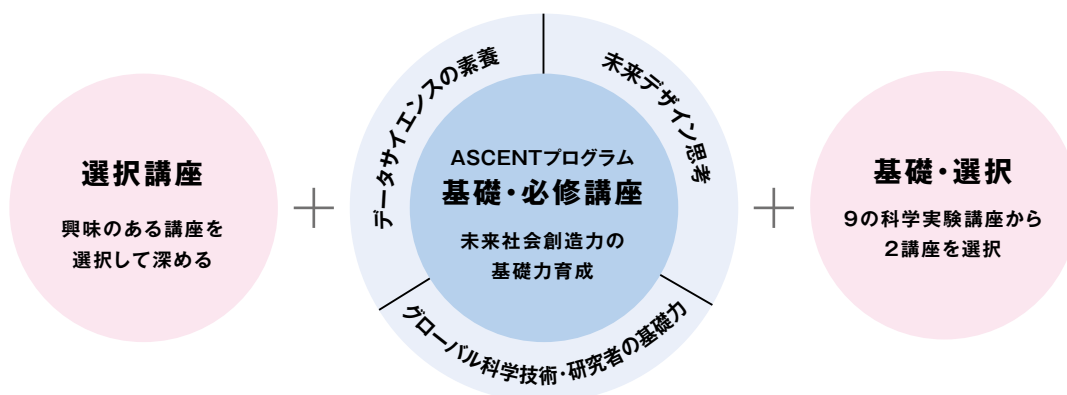 選択講座
興味のある講座を
選択して深める
データサイエンスの素養
未来デザイン思考
グローバル科学技術・研究者の基礎力
ASCENTプログラム
基礎・必修講座
未来社会創造力の
基礎力育成
基礎・選択
9の科学実験講座から
2講座を選択